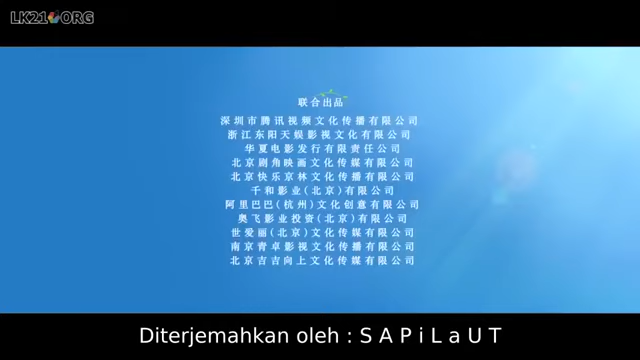 LK21 ORG
联合出品
深圳市腾讯视频文化传播有限公司
浙江东阳天娱影视文化有限公司
华夏电影发行有限责任公司
北京剧角映画文化传媒有限公司
北京快乐京林文化传播有限公司
千和影业(北京)有限公司
阿里巴巴(杭州)文化创意有限公司
奥飞影业投资(北京)有限公司
世爱丽(北京)文化传媒有限公司
南京青卓影视文化传播有限公司
北京吉吉向上文化传媒有限公司
Diterjemahkan oleh : S A P i L a U T